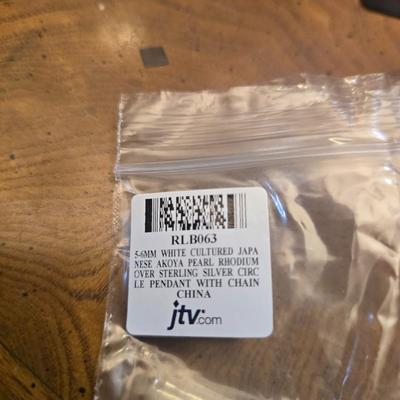 RLB063
5-6MM WHITE CULTURED JAPA
NESE AKOYA PEARL RHODIUM
OVER STERLING SILVER CIRC
LE PENDANT WITH CHAIN
CHINA
jtv.com